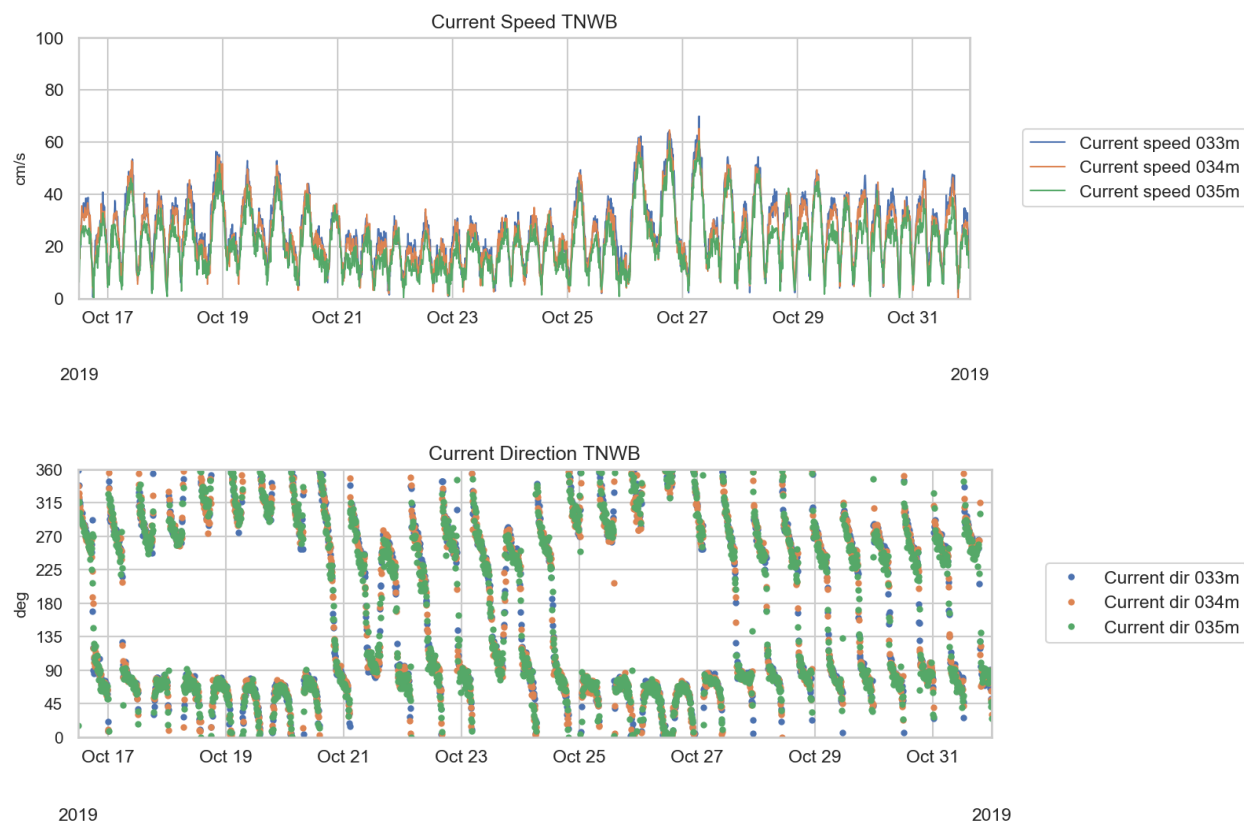 Current Speed TNWB
100
80
60
40
20
0
cm/s
Oct 17 Oct 19 Oct 21 Oct 23 Oct 25 Oct 27 Oct 29 Oct 31
2019 2019
Current speed 033m
Current speed 034m
Current speed 035m
Current Direction TNWB
360
315
270
225
180
135
90
45
0
deg
Oct 17 Oct 19 Oct 21 Oct 23 Oct 25 Oct 27 Oct 29 Oct 31
2019 2019
Current dir 033m
Current dir 034m
Current dir 035m